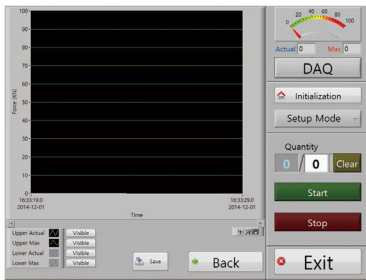 100
90
80
70
60
50
40
30
20
10
0
Force (kN)
16:33:19.0
2014-12-01
16:33:29.0
2014-12-01
Time
Upper Actual Visible
Upper Max Visible
Lower Actual Visible
Lower Max Visible
Save
Back
0 20 40 60 80 100
Actual 0 Max 0
DAQ
Initialization
Setup Mode
Quantity
0 / 0 Clear
Start
Stop
Exit